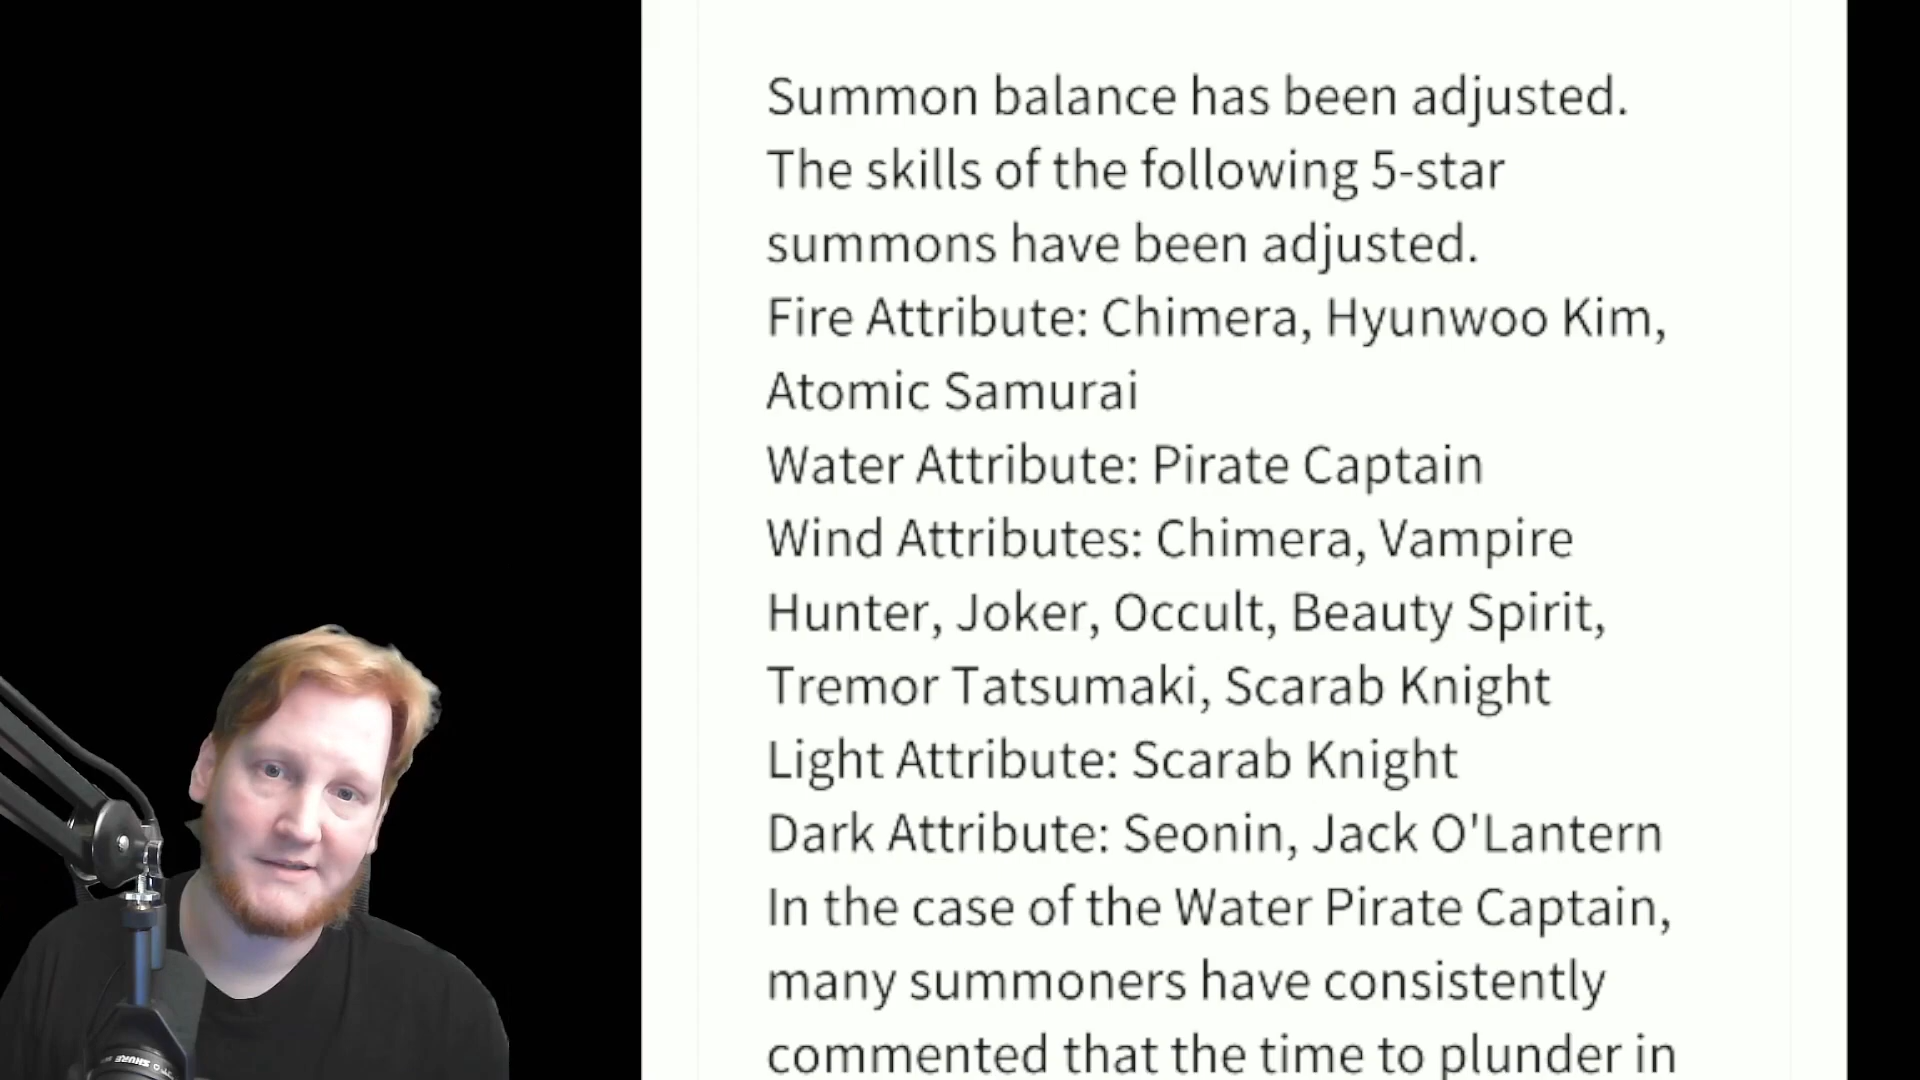 Summon balance has been adjusted.
The skills of the following 5-star
summons have been adjusted.
Fire Attribute: Chimera, Hyunwoo Kim,
Atomic Samurai
Water Attribute: Pirate Captain
Wind Attributes: Chimera, Vampire
Hunter, Joker, Occult, Beauty Spirit,
Tremor Tatsumaki, Scarab Knight
Light Attribute: Scarab Knight
Dark Attribute: Seonin, Jack O'Lantern
In the case of the Water Pirate Captain,
many summoners have consistently
commented that the time to plunder in
SHURE